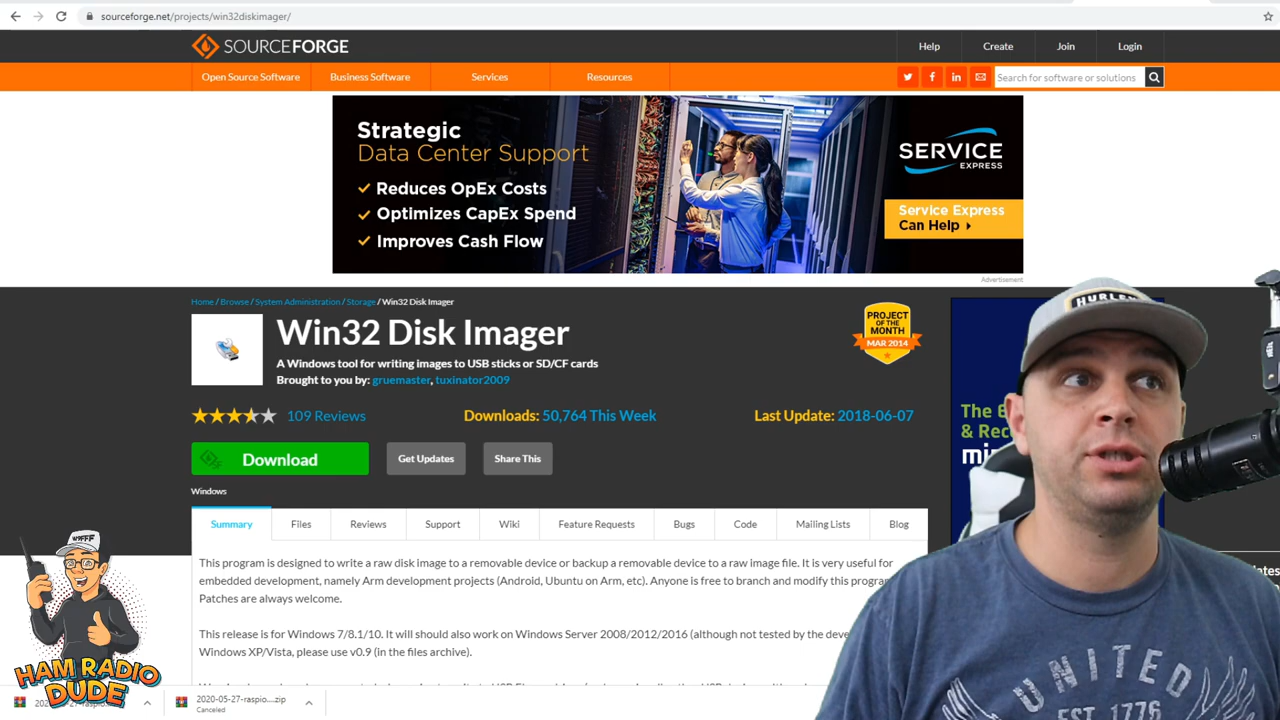 sourceforge.net/projects/win32diskimager/
SOURCEFORGE
Help
Create
Join
Login
Open Source Software
Business Software
Services
Resources
Search for software or solutions
Strategic
Data Center Support
Reduces OpEx Costs
Optimizes CapEx Spend
Improves Cash Flow
SERVICE
EXPRESS
Service Express
Can Help
Advertisement
Home / Browse / System Administration / Storage / Win32 Disk Imager
Win32 Disk Imager
A Windows tool for writing images to USB sticks or SD/CF cards
Brought to you by: gruemaster, tuxinator2009
PROJECT
OF THE
MONTH
MAR 2014
109 Reviews
Downloads: 50,764 This Week
Last Update: 2018-06-07
Download
Get Updates
Share This
Windows
Summary
Files
Reviews
Support
Wiki
Feature Requests
Bugs
Code
Mailing Lists
Blog
This program is designed to write a raw disk image to a removable device or backup a removable device to a raw image file. It is very useful for
embedded development, namely Arm development projects (Android, Ubuntu on Arm, etc). Anyone is free to branch and modify this
Patches are always welcome.
This release is for Windows 7/8.1/10. It will should also work on Windows Server 2008/2012/2016 (although not tested by the
Windows XP/Vista, please use v0.9 (in the files archive).
The
& Rec
HURLEY
UNITED
EST. 1776
HAM RADIO
DUDE
2020-05-27-raspio....zip
Canceled